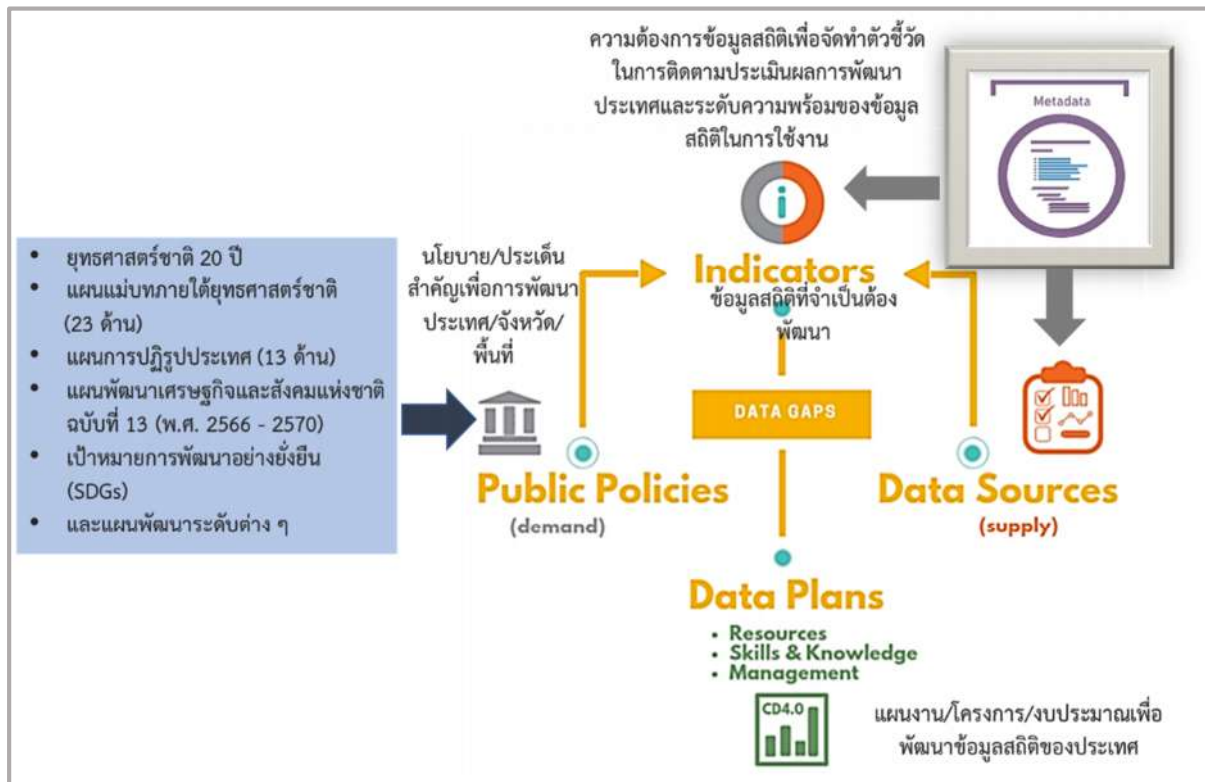 ความต้องการข้อมูลสถิติเพื่อจัดทำตัวชี้วัด
ในการติดตามประเมินผลการพัฒนา
ประเทศและระดับความพร้อมของข้อมูล
สถิติในการใช้งาน
Metadata
i
• ยุทธศาสตร์ชาติ 20 ปี
• แผนแม่บทภายใต้ยุทธศาสตร์ชาติ
(23 ด้าน)
• แผนการปฏิรูปประเทศ (13 ด้าน)
• แผนพัฒนาเศรษฐกิจและสังคมแห่งชาติ
ฉบับที่ 13 (พ.ศ. 2566 - 2570)
• เป้าหมายการพัฒนาอย่างยั่งยืน
(SDGs)
• และแผนพัฒนาระดับต่าง ๆ
นโยบาย/ประเด็น
สำคัญเพื่อการพัฒนา
ประเทศ/จังหวัด/
พื้นที่
Indicators
ข้อมูลสถิติที่จำเป็นต้อง
พัฒนา
DATA GAPS
Public Policies
(demand)
Data Sources
(supply)
Data Plans
• Resources
• Skills & Knowledge
• Management
CD4.0
แผนงาน/โครงการ/งบประมาณเพื่อ
พัฒนาข้อมูลสถิติของประเทศ